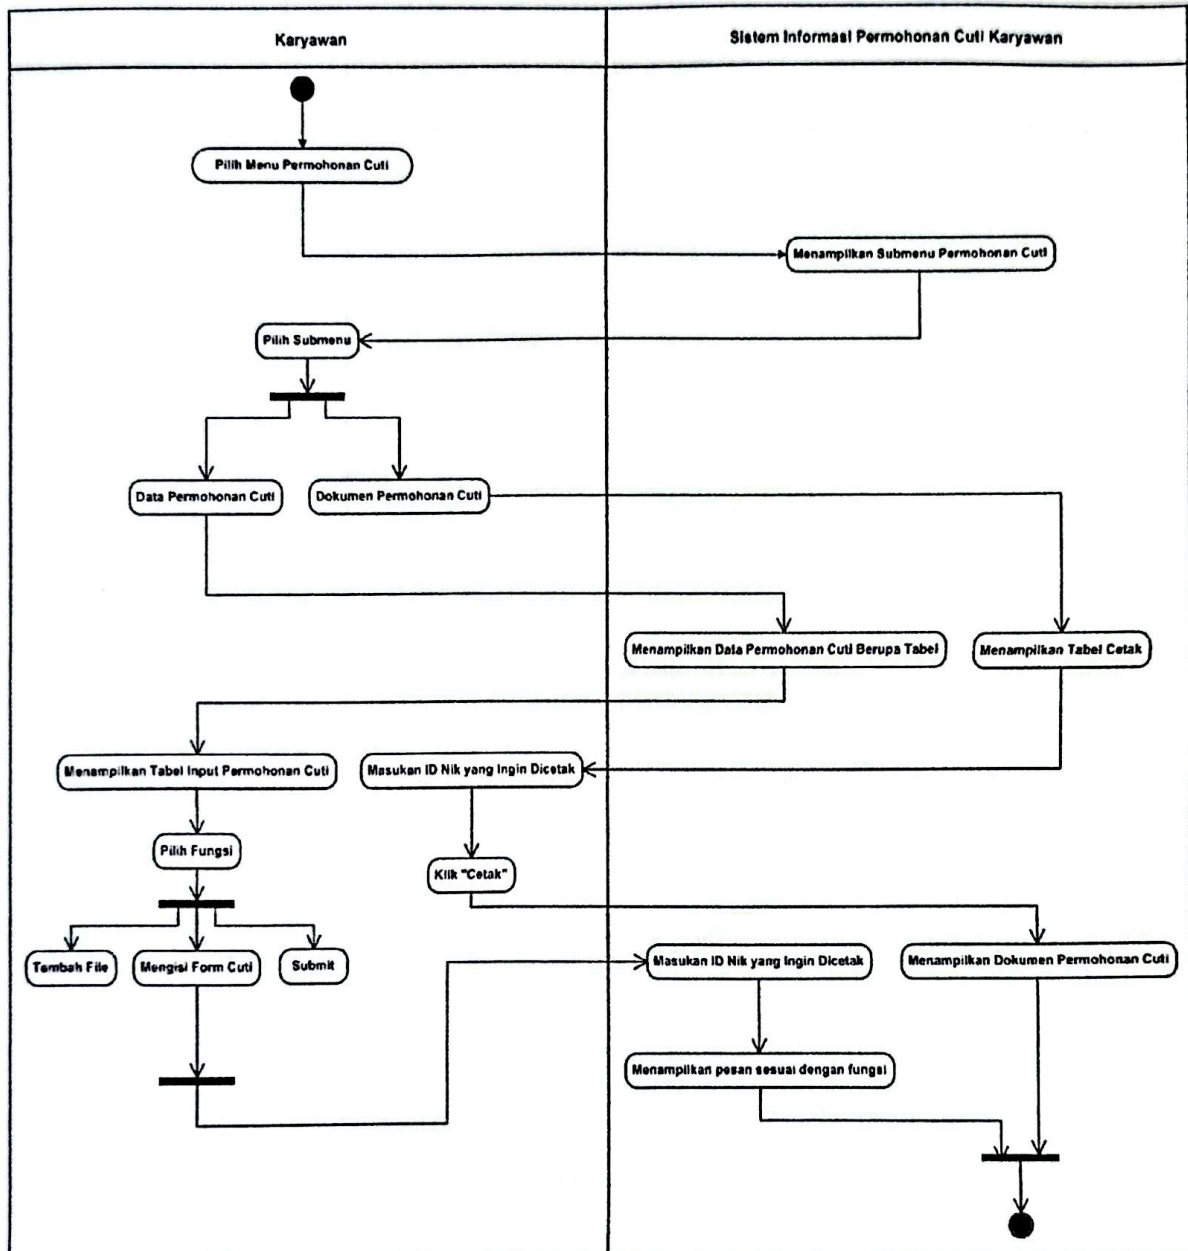 Karyawan
Sistem Informasi Permohonan Cuti Karyawan
Pilih Menu Permohonan Cuti
Menampilkan Submenu Permohonan Cuti
Pilih Submenu
Data Permohonan Cuti
Dokumen Permohonan Cuti
Menampilkan Data Permohonan Cuti Berupa Tabel
Menampilkan Tabel Cetak
Menampilkan Tabel Input Permohonan Cuti
Masukan ID Nik yang Ingin Dicetak
Pilih Fungsi
Klik "Cetak"
Tambah File
Mengisi Form Cuti
Submit
Masukan ID Nik yang Ingin Dicetak
Menampilkan Dokumen Permohonan Cuti
Menampilkan pesan sesuai dengan fungsi